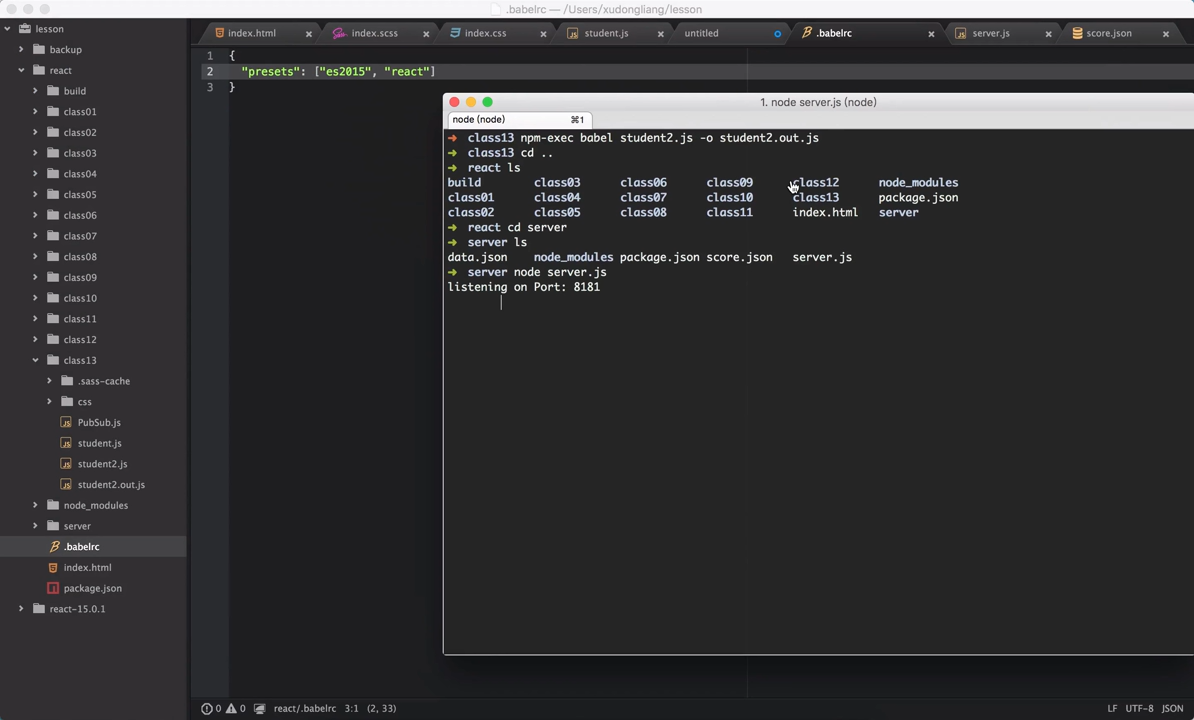 .babelrc — /Users/xudongliang/lesson
lesson
backup
react
build
class01
class02
class03
class04
class05
class06
class07
class08
class09
class10
class11
class12
class13
.sass-cache
css
PubSub.js
student.js
student2.js
student2.out.js
node_modules
server
.babelrc
index.html
package.json
react-15.0.1
index.html index.scss index.css student.js untitled .babelrc server.js score.json
1 {
2 "presets": ["es2015", "react"]
3 }
1. node server.js (node)
node (node) ⌘1
➜ class13 npm-exec babel student2.js -o student2.out.js
➜ class13 cd ..
➜ react ls
build class03 class06 class09 class12 node_modules
class01 class04 class07 class10 class13 package.json
class02 class05 class08 class11 index.html server
➜ react cd server
➜ server ls
data.json node_modules package.json score.json server.js
➜ server node server.js
listening on Port: 8181
0 0 react/.babelrc 3:1 (2, 33) LF UTF-8 JSON